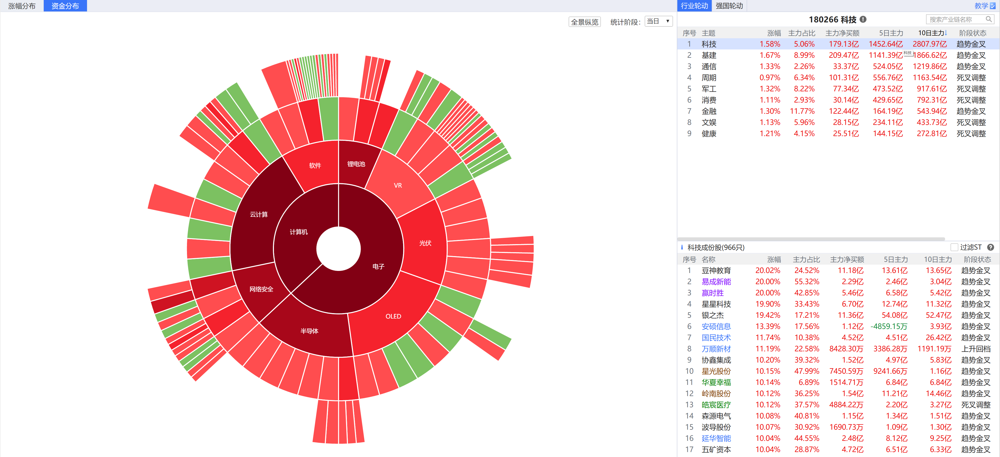 涨幅分布 资金分布
全景纵览 统计阶段: 当日
锂电池
软件
VR
云计算
计算机
光伏
电子
网络安全
OLED
半导体
行业轮动 强国轮动 教学
180266 科技 搜索产业链名称
序号 主题 涨幅 主力占比 主力净买额 5日主力 10日主力↓ 阶段状态
1 科技 1.58% 5.06% 179.13亿 1452.64亿 2807.97亿 趋势金叉
科技
2 基建 1.67% 8.99% 209.47亿 1141.39亿 1866.62亿 趋势金叉
3 通信 1.33% 2.26% 33.37亿 524.05亿 1219.86亿 趋势金叉
4 周期 0.97% 6.34% 101.31亿 556.76亿 1163.54亿 死叉调整
5 军工 1.32% 8.22% 77.34亿 473.52亿 917.61亿 死叉调整
6 消费 1.11% 2.93% 30.14亿 429.65亿 792.31亿 死叉调整
7 金融 1.30% 11.77% 122.44亿 164.19亿 543.94亿 趋势金叉
8 文娱 1.13% 5.96% 28.15亿 234.11亿 433.73亿 死叉调整
9 健康 1.21% 4.15% 25.51亿 144.15亿 272.81亿 死叉调整
科技成份股(966只) 过滤ST
序号 名称 涨幅 主力占比 主力净买额 5日主力 10日主力 阶段状态
1 豆神教育 20.02% 24.52% 11.18亿 13.61亿 13.65亿 趋势金叉
2 易成新能 20.00% 55.32% 2.29亿 2.46亿 3.04亿 趋势金叉
3 赢时胜 20.00% 42.85% 5.46亿 6.58亿 5.42亿 趋势金叉
4 星星科技 19.90% 33.43% 6.70亿 12.74亿 11.32亿 趋势金叉
5 银之杰 19.42% 17.21% 11.36亿 54.08亿 52.47亿 趋势金叉
6 安硕信息 13.39% 17.56% 1.12亿 -4859.15万 3.93亿 趋势金叉
7 国民技术 11.74% 10.38% 4.52亿 4.51亿 26.42亿 趋势金叉
8 万顺新材 11.19% 22.58% 8428.30万 3386.28万 1191.19万 上升回档
9 协鑫集成 10.20% 39.32% 1.52亿 4.97亿 5.83亿 趋势金叉
10 星光股份 10.15% 47.99% 7450.59万 9241.66万 1.16亿 趋势金叉
11 华夏幸福 10.14% 6.89% 1514.71万 6.84亿 6.84亿 趋势金叉
12 岭南股份 10.12% 36.25% 1.54亿 11.21亿 14.46亿 趋势金叉
13 皓宸医疗 10.12% 37.57% 4884.22万 2.20亿 3.27亿 死叉调整
14 森源电气 10.08% 40.81% 1.15亿 1.34亿 1.51亿 趋势金叉
15 波导股份 10.07% 30.92% 1690.73万 1.09亿 1.30亿 趋势金叉
16 延华智能 10.04% 44.55% 2.48亿 8.12亿 9.25亿 趋势金叉
17 五矿资本 10.04% 28.87% 4.72亿 6.51亿 6.33亿 趋势金叉